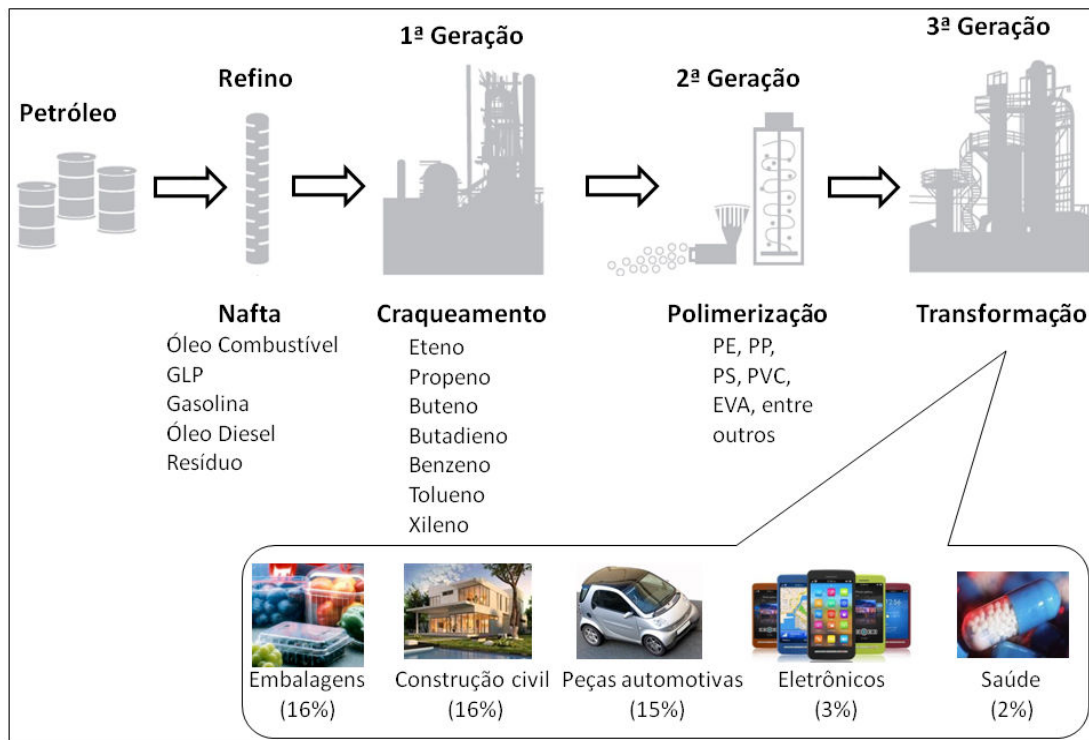 Petróleo
Refino
1ª Geração
2ª Geração
3ª Geração
Nafta
Óleo Combustível
GLP
Gasolina
Óleo Diesel
Resíduo
Craqueamento
Eteno
Propeno
Buteno
Butadieno
Benzeno
Tolueno
Xileno
Polimerização
PE, PP,
PS, PVC,
EVA, entre
outros
Transformação
Embalagens
(16%)
Construção civil
(16%)
Peças automotivas
(15%)
Eletrônicos
(3%)
Saúde
(2%)